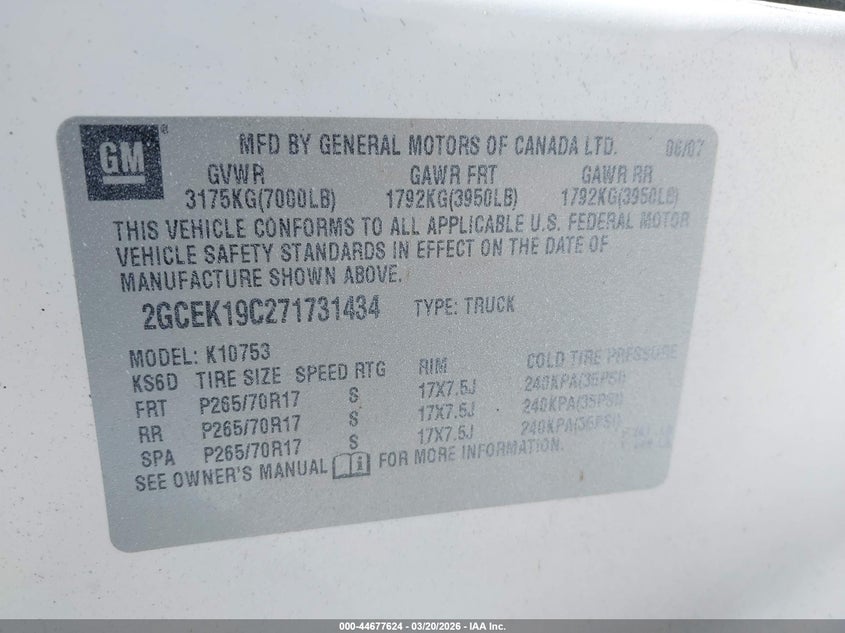 GM ®
MFD BY GENERAL MOTORS OF CANADA LTD. 06/07
GVWR GAWR FRT GAWR RR
3175KG(7000LB) 1792KG(3950LB) 1792KG(3950LB)
THIS VEHICLE CONFORMS TO ALL APPLICABLE U.S. FEDERAL MOTOR
VEHICLE SAFETY STANDARDS IN EFFECT ON THE DATE OF
MANUFACTURE SHOWN ABOVE.
2GCEK19C271731434 TYPE: TRUCK
MODEL: K10753
KS6D TIRE SIZE SPEED RTG RIM COLD TIRE PRESSURE
FRT P265/70R17 S 17X7.5J 240KPA(35PSI)
RR P265/70R17 S 17X7.5J 240KPA(35PSI)
SPA P265/70R17 S 17X7.5J 240KPA(35PSI)
SEE OWNER'S MANUAL FOR MORE INFORMATION.
000-44677624 - 03/20/2026 - IAA Inc.